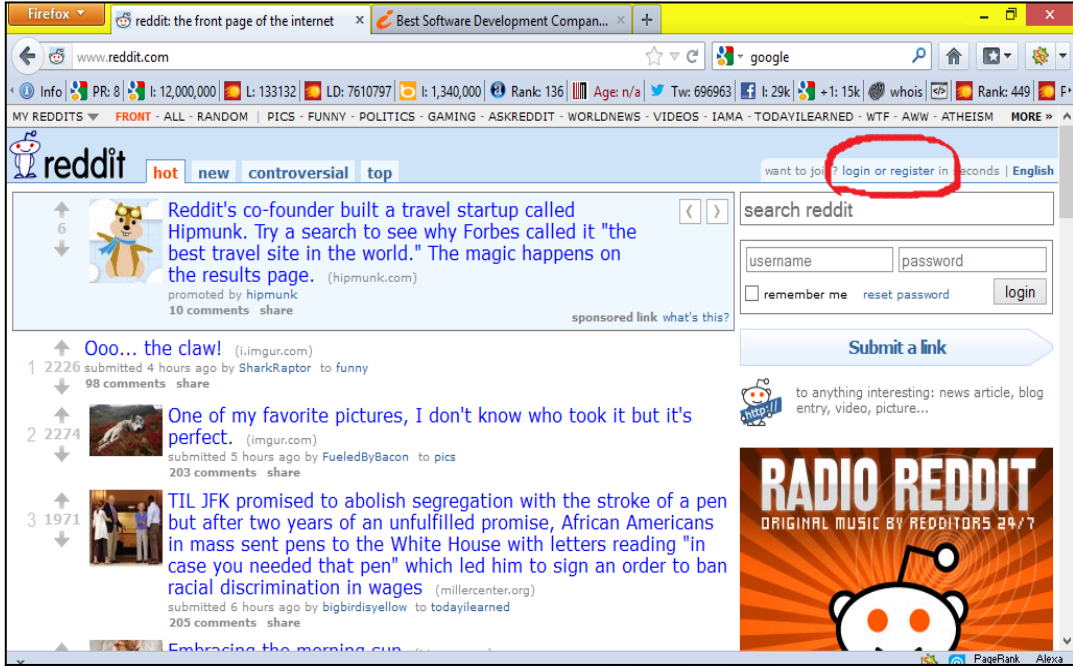 Firefox
reddit: the front page of the internet × Best Software Development Compan... × +
www.reddit.com google
Info PR: 8 I: 12,000,000 L: 133132 LD: 7610797 I: 1,340,000 Rank: 136 Age: n/a Tw: 696963 l: 29k +1: 15k whois Rank: 449
MY REDDITS FRONT - ALL - RANDOM | PICS - FUNNY - POLITICS - GAMING - ASKREDDIT - WORLDNEWS - VIDEOS - IAMA - TODAYILEARNED - WTF - AWW - ATHEISM MORE »
reddit hot new controversial top
want to join? login or register in seconds | English
6
Reddit's co-founder built a travel startup called
Hipmunk. Try a search to see why Forbes called it "the
best travel site in the world." The magic happens on
the results page. (hipmunk.com)
promoted by hipmunk
10 comments share
sponsored link what's this?
search reddit
username password
remember me reset password login
Submit a link
to anything interesting: news article, blog
entry, video, picture...
http://
1 2226
Ooo... the claw! (i.imgur.com)
submitted 4 hours ago by SharkRaptor to funny
98 comments share
2 2274
One of my favorite pictures, I don't know who took it but it's
perfect. (imgur.com)
submitted 5 hours ago by FueledByBacon to pics
203 comments share
3 1971
TIL JFK promised to abolish segregation with the stroke of a pen
but after two years of an unfulfilled promise, African Americans
in mass sent pens to the White House with letters reading "in
case you needed that pen" which led him to sign an order to ban
racial discrimination in wages (millercenter.org)
submitted 6 hours ago by bigbirdisyellow to todayilearned
205 comments share
Embracing the morning sun
RADIO REDDIT
ORIGINAL MUSIC BY REDDITORS 24/7
× PageRank Alexa